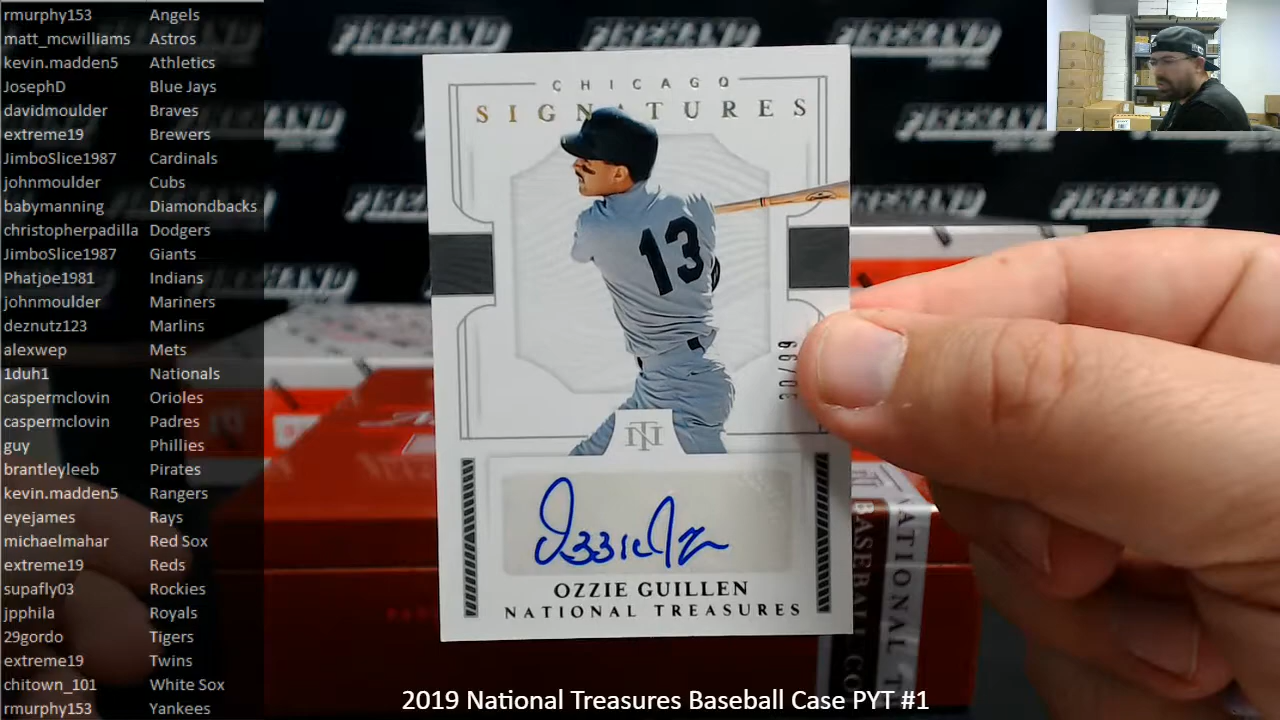 rmurphy153 Angels
matt_mcwilliams Astros
kevin.madden5 Athletics
JosephD Blue Jays
davidmoulder Braves
extreme19 Brewers
JimboSlice1987 Cardinals
johnmoulder Cubs
babymanning Diamondbacks
christopherpadilla Dodgers
JimboSlice1987 Giants
Phatjoe1981 Indians
johnmoulder Mariners
deznutz123 Marlins
alexwep Mets
1duh1 Nationals
caspermclovin Orioles
caspermclovin Padres
guy Phillies
brantleyleeb Pirates
kevin.madden5 Rangers
eyejames Rays
michaelmahar Red Sox
extreme19 Reds
supafly03 Rockies
jpphila Royals
29gordo Tigers
extreme19 Twins
chitown_101 White Sox
rmurphy153 Yankees
CHICAGO
SIGNATURES
13
NT
OZZIE GUILLEN
NATIONAL TREASURES
BASEBALL CO
NATIONAL T
2019 National Treasures Baseball Case PYT #1